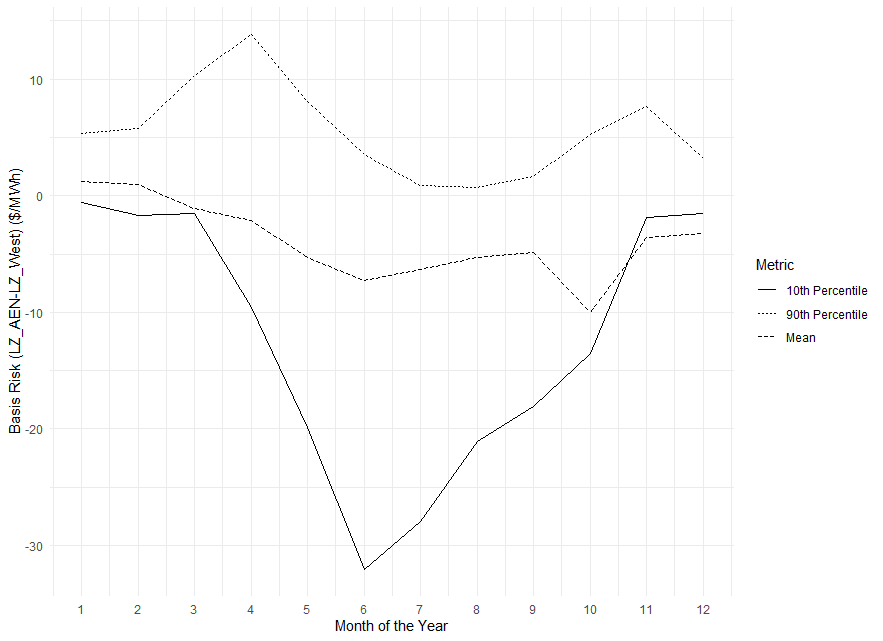 Basis Risk (LZ_AEN-LZ_West) ($/MWh)
10
0
-10
-20
-30
1 2 3 4 5 6 7 8 9 10 11 12
Month of the Year
Metric
10th Percentile
90th Percentile
Mean